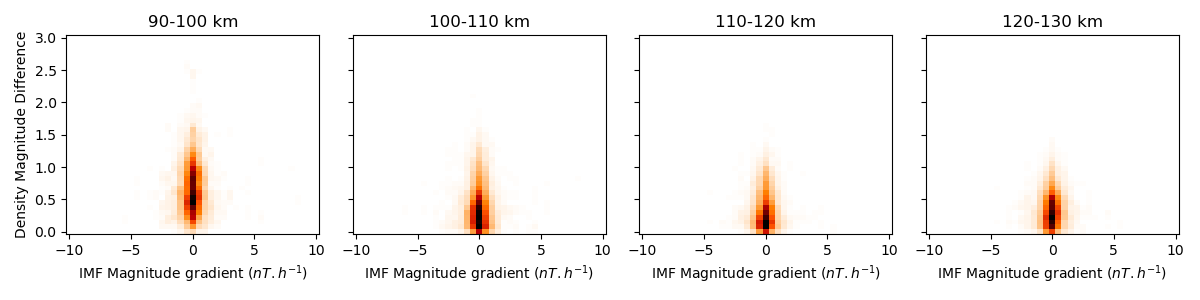 90-100 km
100-110 km
110-120 km
120-130 km
Density Magnitude Difference
3.0
2.5
2.0
1.5
1.0
0.5
0.0
−10 −5 0 5 10
−10 −5 0 5 10
−10 −5 0 5 10
−10 −5 0 5 10
IMF Magnitude gradient (nT.h⁻¹)
IMF Magnitude gradient (nT.h⁻¹)
IMF Magnitude gradient (nT.h⁻¹)
IMF Magnitude gradient (nT.h⁻¹)